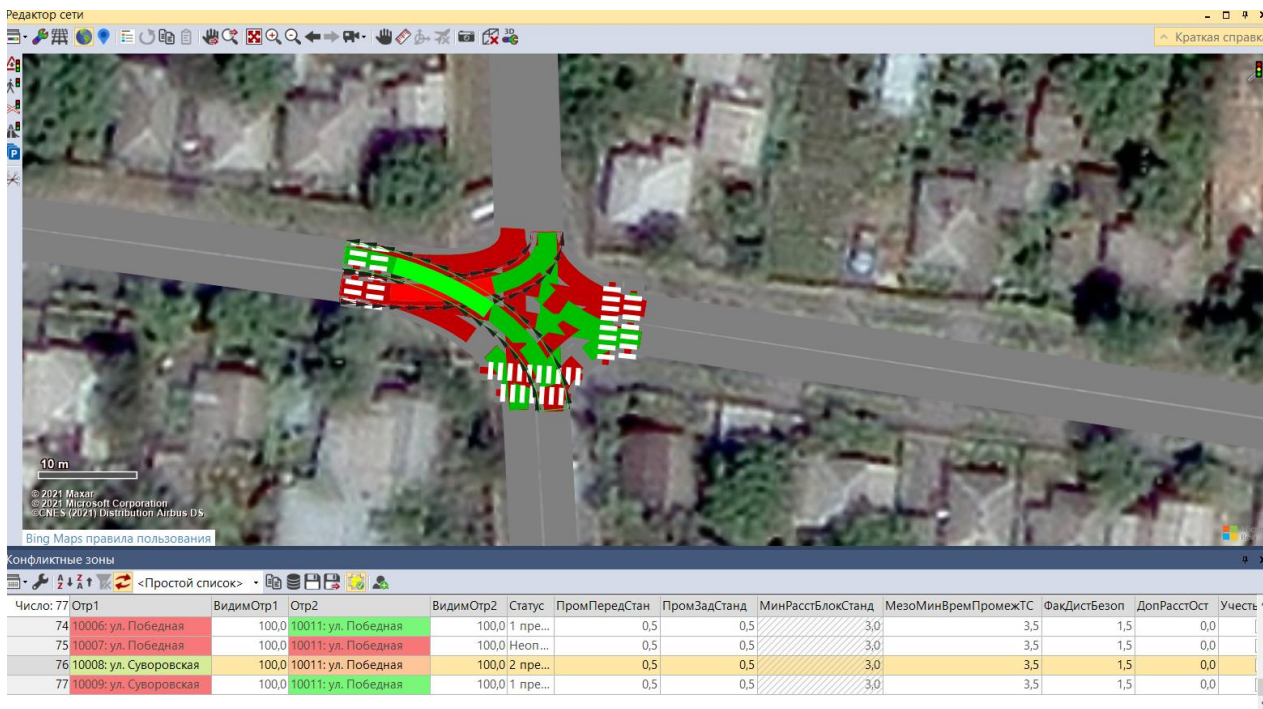 Редактор сети
3D
Краткая справк
P
10 m
© 2021 Maxar
© 2021 Microsoft Corporation
©CNES (2021) Distribution Airbus DS
Bing Maps правила пользования
Конфликтные зоны
<Простой список>
Число: 77 Отр1 ВидимОтр1 Отр2 ВидимОтр2 Статус ПромПередСтан ПромЗадСтанд МинРасстБлокСтанд МезоМинВремПромежТС ФакДистБезоп ДопРасстОст Учесть
74 10006: ул. Победная 100,0 10011: ул. Победная 100,0 1 пре... 0,5 0,5 3,0 3,5 1,5 0,0
75 10007: ул. Победная 100,0 10011: ул. Победная 100,0 Неоп... 0,5 0,5 3,0 3,5 1,5 0,0
76 10008: ул. Суворовская 100,0 10011: ул. Победная 100,0 2 пре... 0,5 0,5 3,0 3,5 1,5 0,0
77 10009: ул. Суворовская 100,0 10011: ул. Победная 100,0 1 пре... 0,5 0,5 3,0 3,5 1,5 0,0